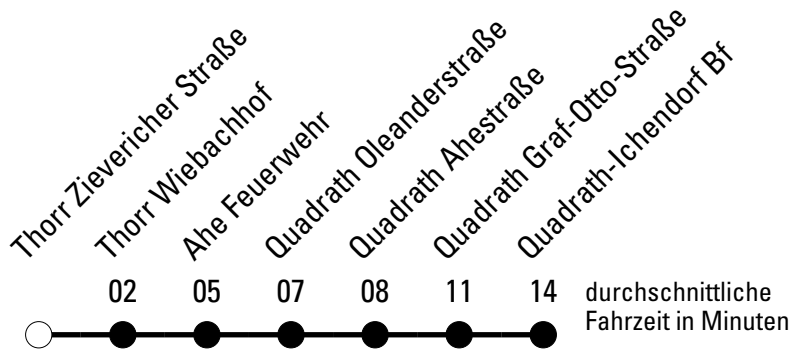 Thorr Zievericher Straße
Thorr Wiebachhof
Ahe Feuerwehr
Quadrath Oleanderstraße
Quadrath Ahestraße
Quadrath Graf-Otto-Straße
Quadrath-Ichendorf Bf
02 05 07 08 11 14 durchschnittliche
Fahrzeit in Minuten